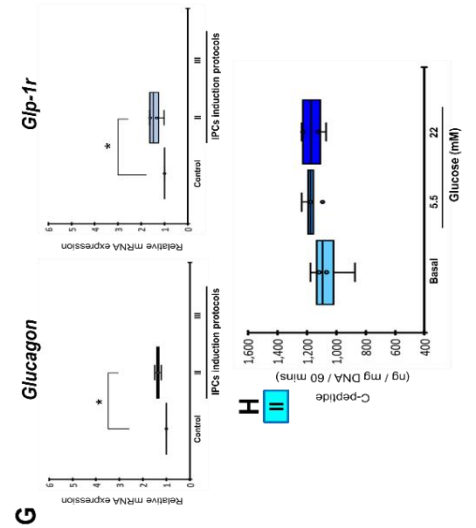 G
Glucagon
Relative mRNA expression
6
5
4
3
2
1
0
*
Control
II
III
IPCs induction protocols
Glp-1r
Relative mRNA expression
6
5
4
3
2
1
0
*
Control
II
III
IPCs induction protocols
H
II
C-peptide
(ng / mg DNA / 60 mins)
1,600
1,400
1,200
1,000
800
600
400
Basal
5.5
22
Glucose (mM)